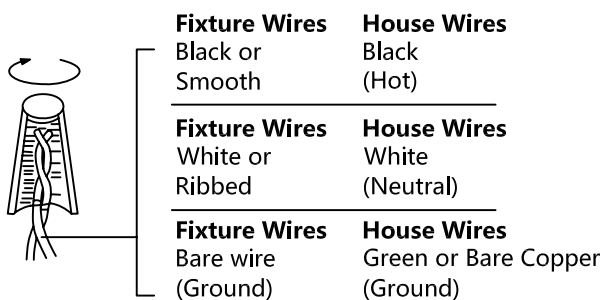 Fixture Wires House Wires
Black or Black
Smooth (Hot)
Fixture Wires House Wires
White or White
Ribbed (Neutral)
Fixture Wires House Wires
Bare wire Green or Bare Copper
(Ground) (Ground)